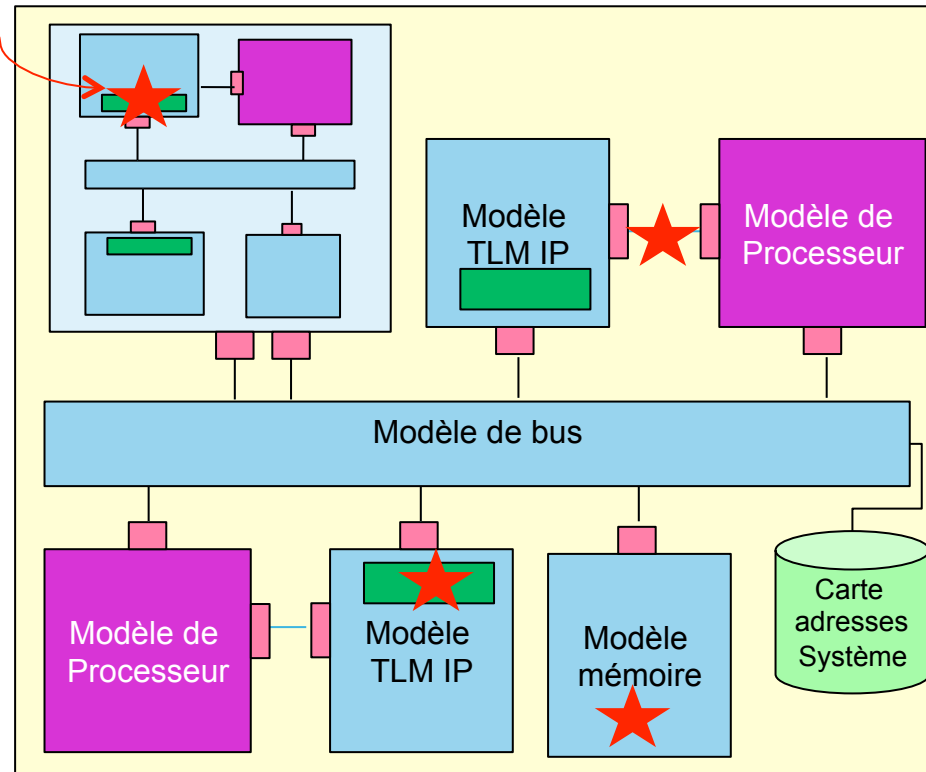 Modèle
TLM IP
Modèle de
Processeur
Modèle de bus
Modèle de
Processeur
Modèle
TLM IP
Modèle
mémoire
Carte
adresses
Système